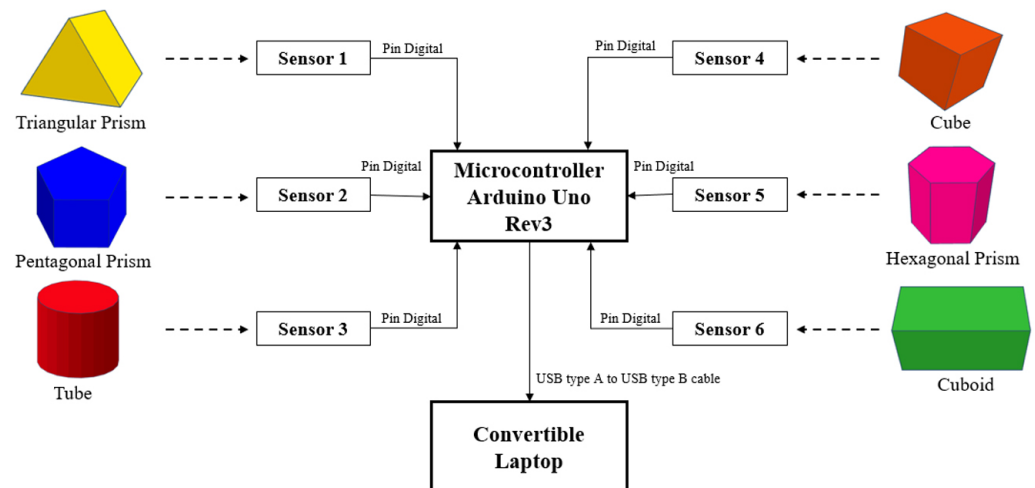 Pin Digital
Sensor 1
Triangular Prism
Pin Digital
Sensor 4
Cube
Pin Digital
Sensor 2
Pentagonal Prism
Microcontroller
Arduino Uno
Rev3
Pin Digital
Sensor 5
Hexagonal Prism
Sensor 3
Pin Digital
Tube
Pin Digital
Sensor 6
Cuboid
USB type A to USB type B cable
Convertible
Laptop